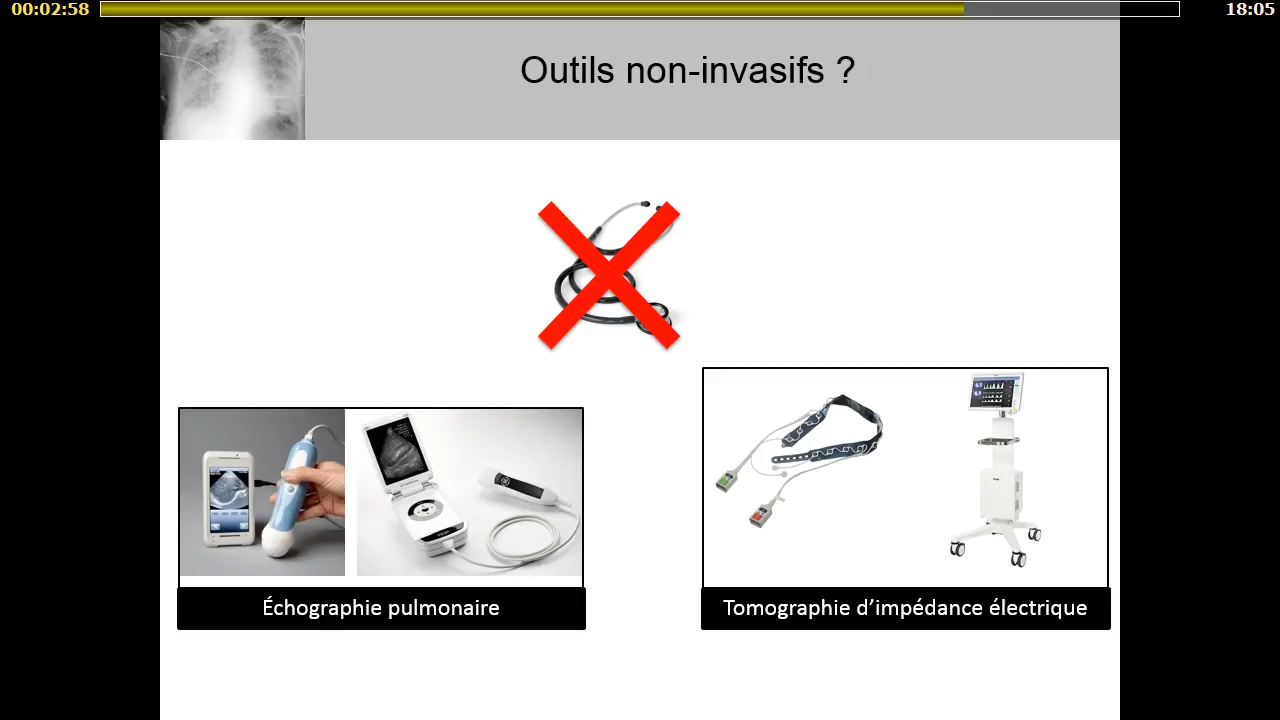 00:02:58
18:05
Outils non-invasifs ?
Échographie pulmonaire
Tomographie d’impédance électrique